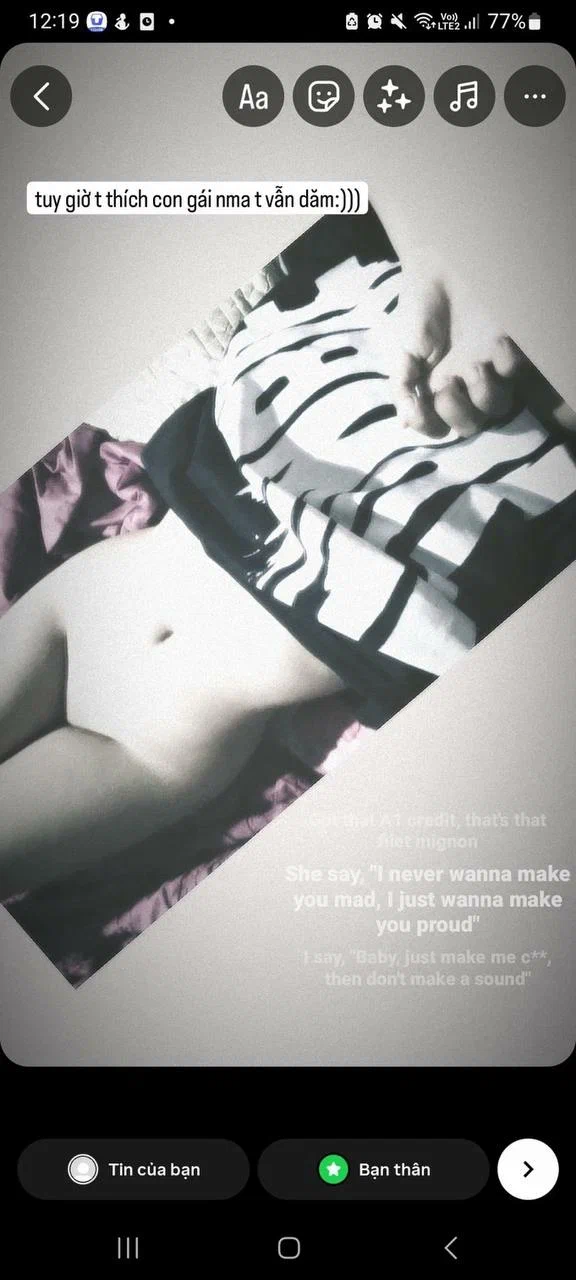 12:19
Vo))
LTE2
77%
Aa
tuy giờ t thích con gái nma t vẫn dăm:)))
Got that A1 credit, that's that
filet mignon
She say, "I never wanna make
you mad, I just wanna make
you proud"
I say, "Baby, just make me c**,
then don't make a sound"
Tin của bạn
Bạn thân